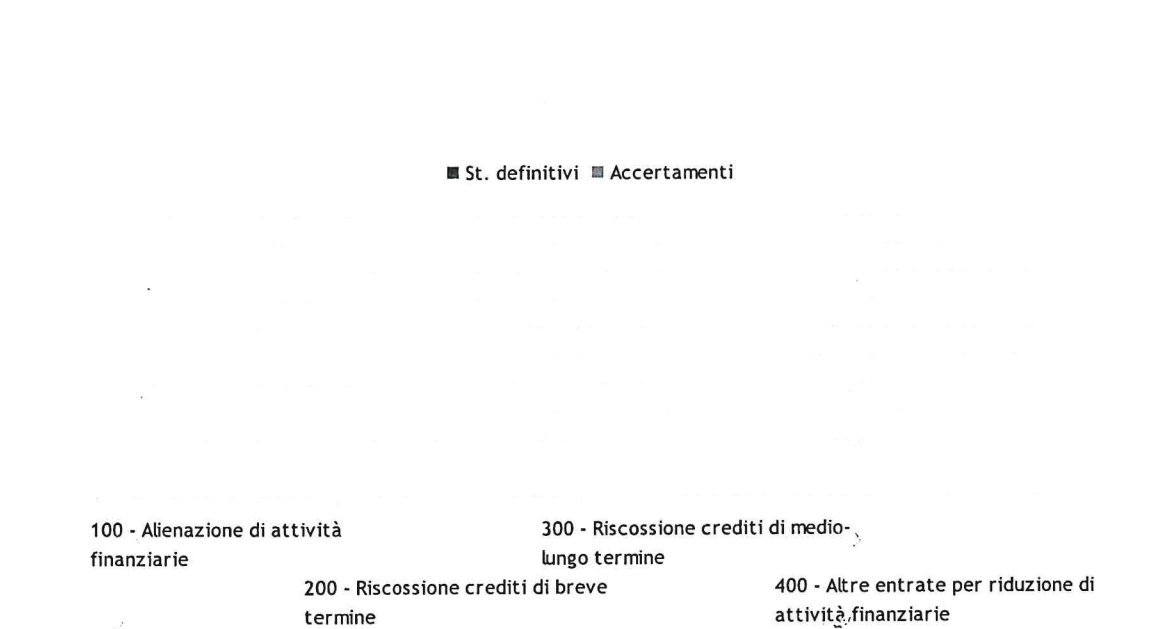 St. definitivi Accertamenti
100 - Alienazione di attività
finanziarie
200 - Riscossione crediti di breve
termine
300 - Riscossione crediti di medio-
lungo termine
400 - Altre entrate per riduzione di
attività finanziarie